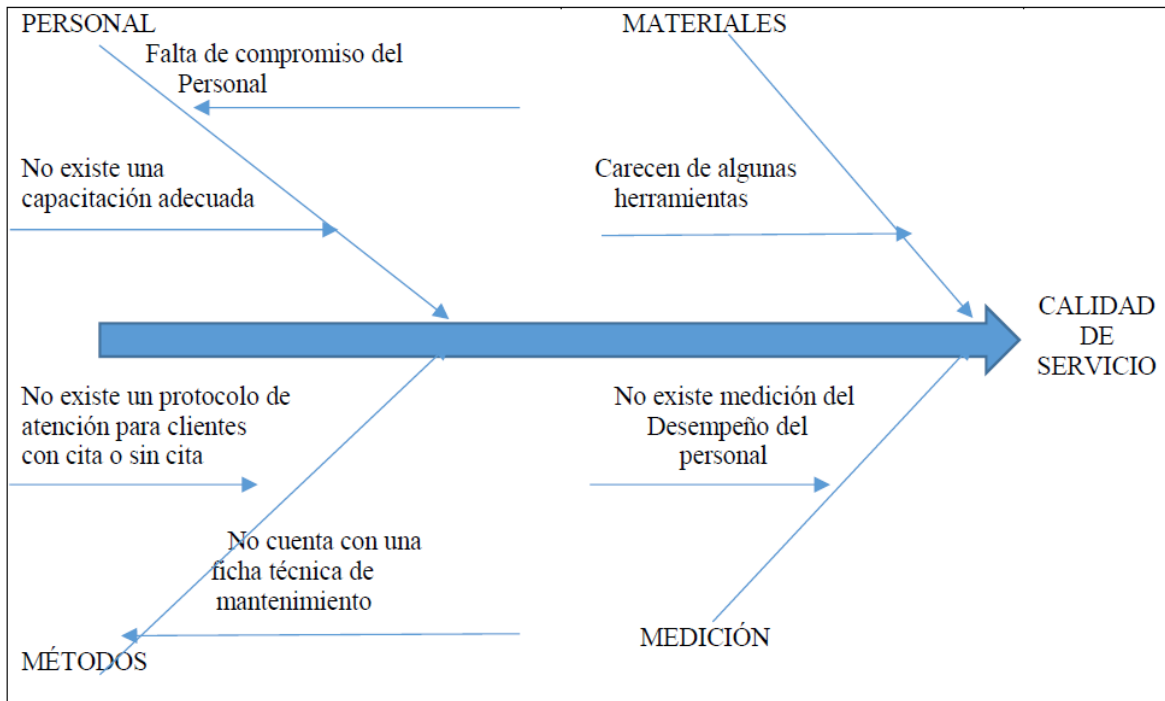 PERSONAL
Falta de compromiso del
Personal
No existe una
capacitación adecuada
MATERIALES
Carecen de algunas
herramientas
CALIDAD
DE
SERVICIO
No existe un protocolo de
atención para clientes
con cita o sin cita
No cuenta con una
ficha técnica de
mantenimiento
MÉTODOS
No existe medición del
Desempeño del
personal
MEDICIÓN